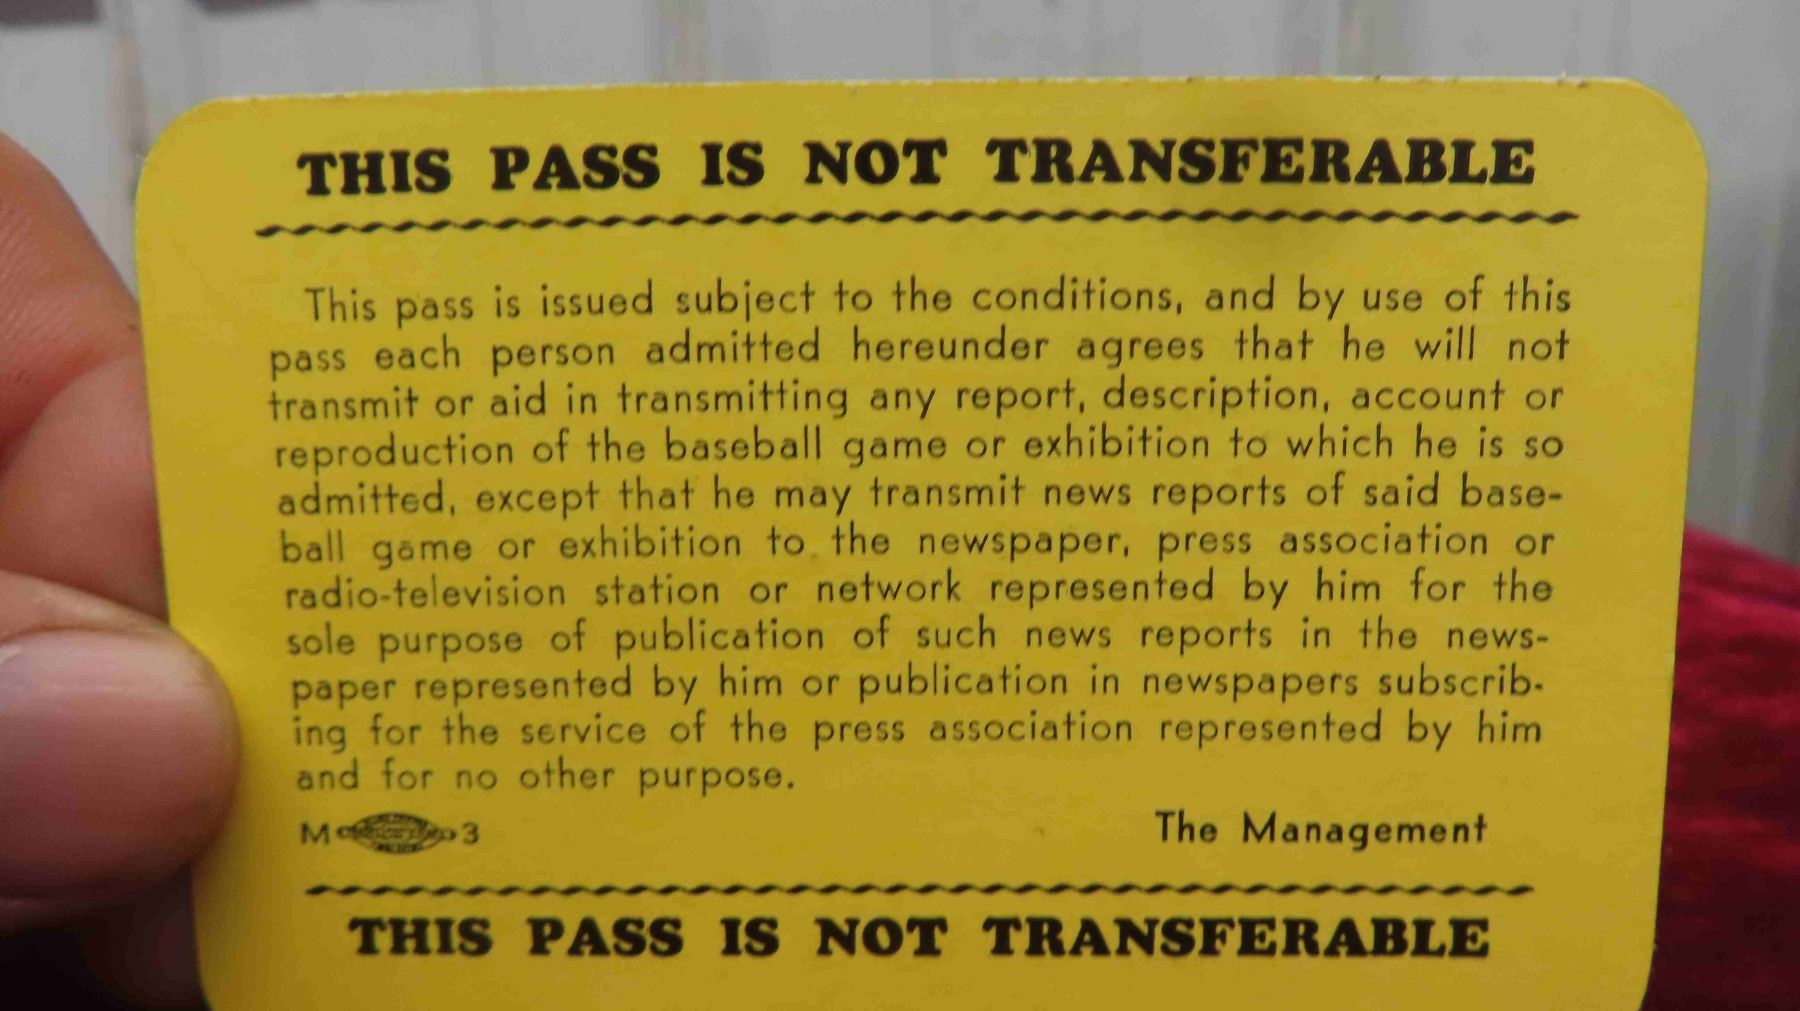 THIS PASS IS NOT TRANSFERABLE
This pass is issued subject to the conditions, and by use of this
pass each person admitted hereunder agrees that he will not
transmit or aid in transmitting any report, description, account or
reproduction of the baseball game or exhibition to which he is so
admitted, except that he may transmit news reports of said base-
ball game or exhibition to the newspaper, press association or
radio-television station or network represented by him for the
sole purpose of publication of such news reports in the news-
paper represented by him or publication in newspapers subscrib-
ing for the service of the press association represented by him
and for no other purpose.
M 3
The Management
THIS PASS IS NOT TRANSFERABLE